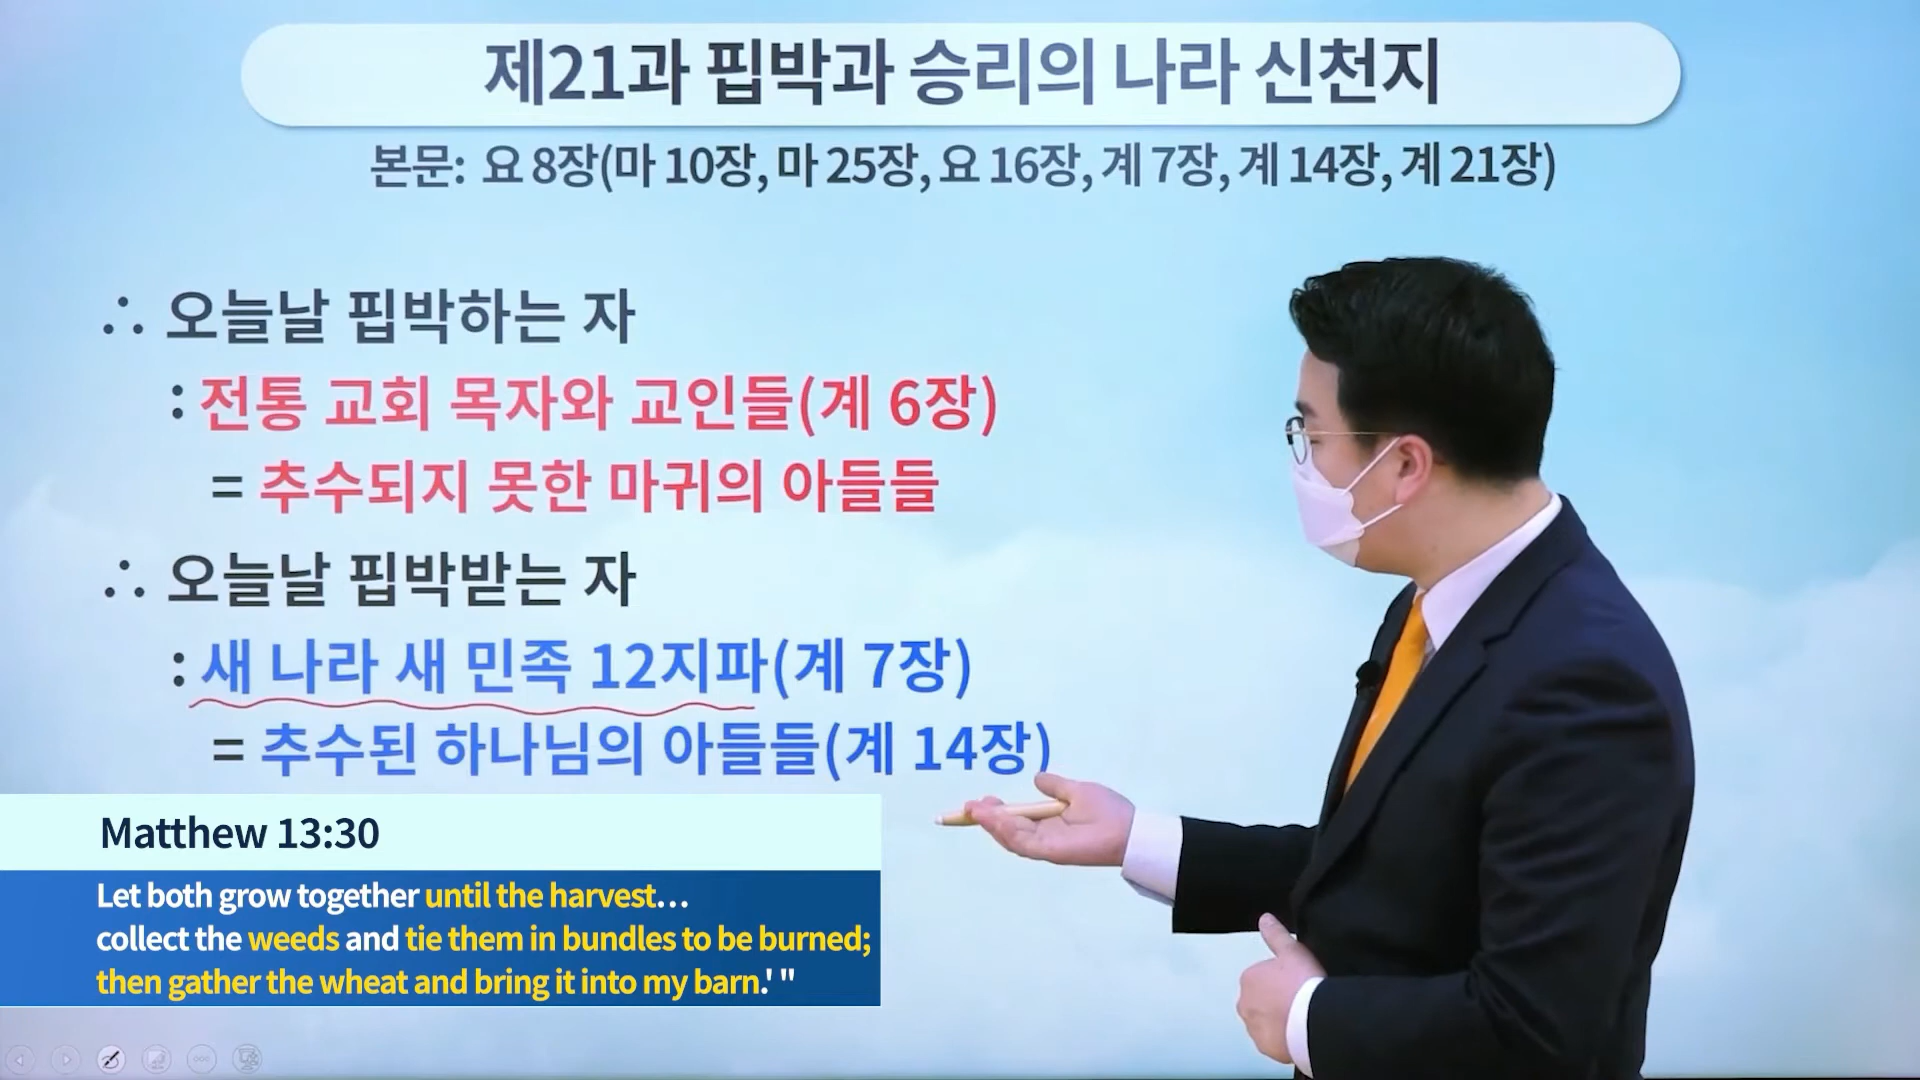 제21과 핍박과 승리의 나라 신천지
본문: 요 8장(마 10장, 마 25장, 요 16장, 계 7장, 계 14장, 계 21장)
∴ 오늘날 핍박하는 자
: 전통 교회 목자와 교인들(계 6장)
= 추수되지 못한 마귀의 아들들
∴ 오늘날 핍박받는 자
: 새 나라 새 민족 12지파(계 7장)
= 추수된 하나님의 아들들(계 14장)
Matthew 13:30
Let both grow together until the harvest…
collect the weeds and tie them in bundles to be burned;
then gather the wheat and bring it into my barn.' "